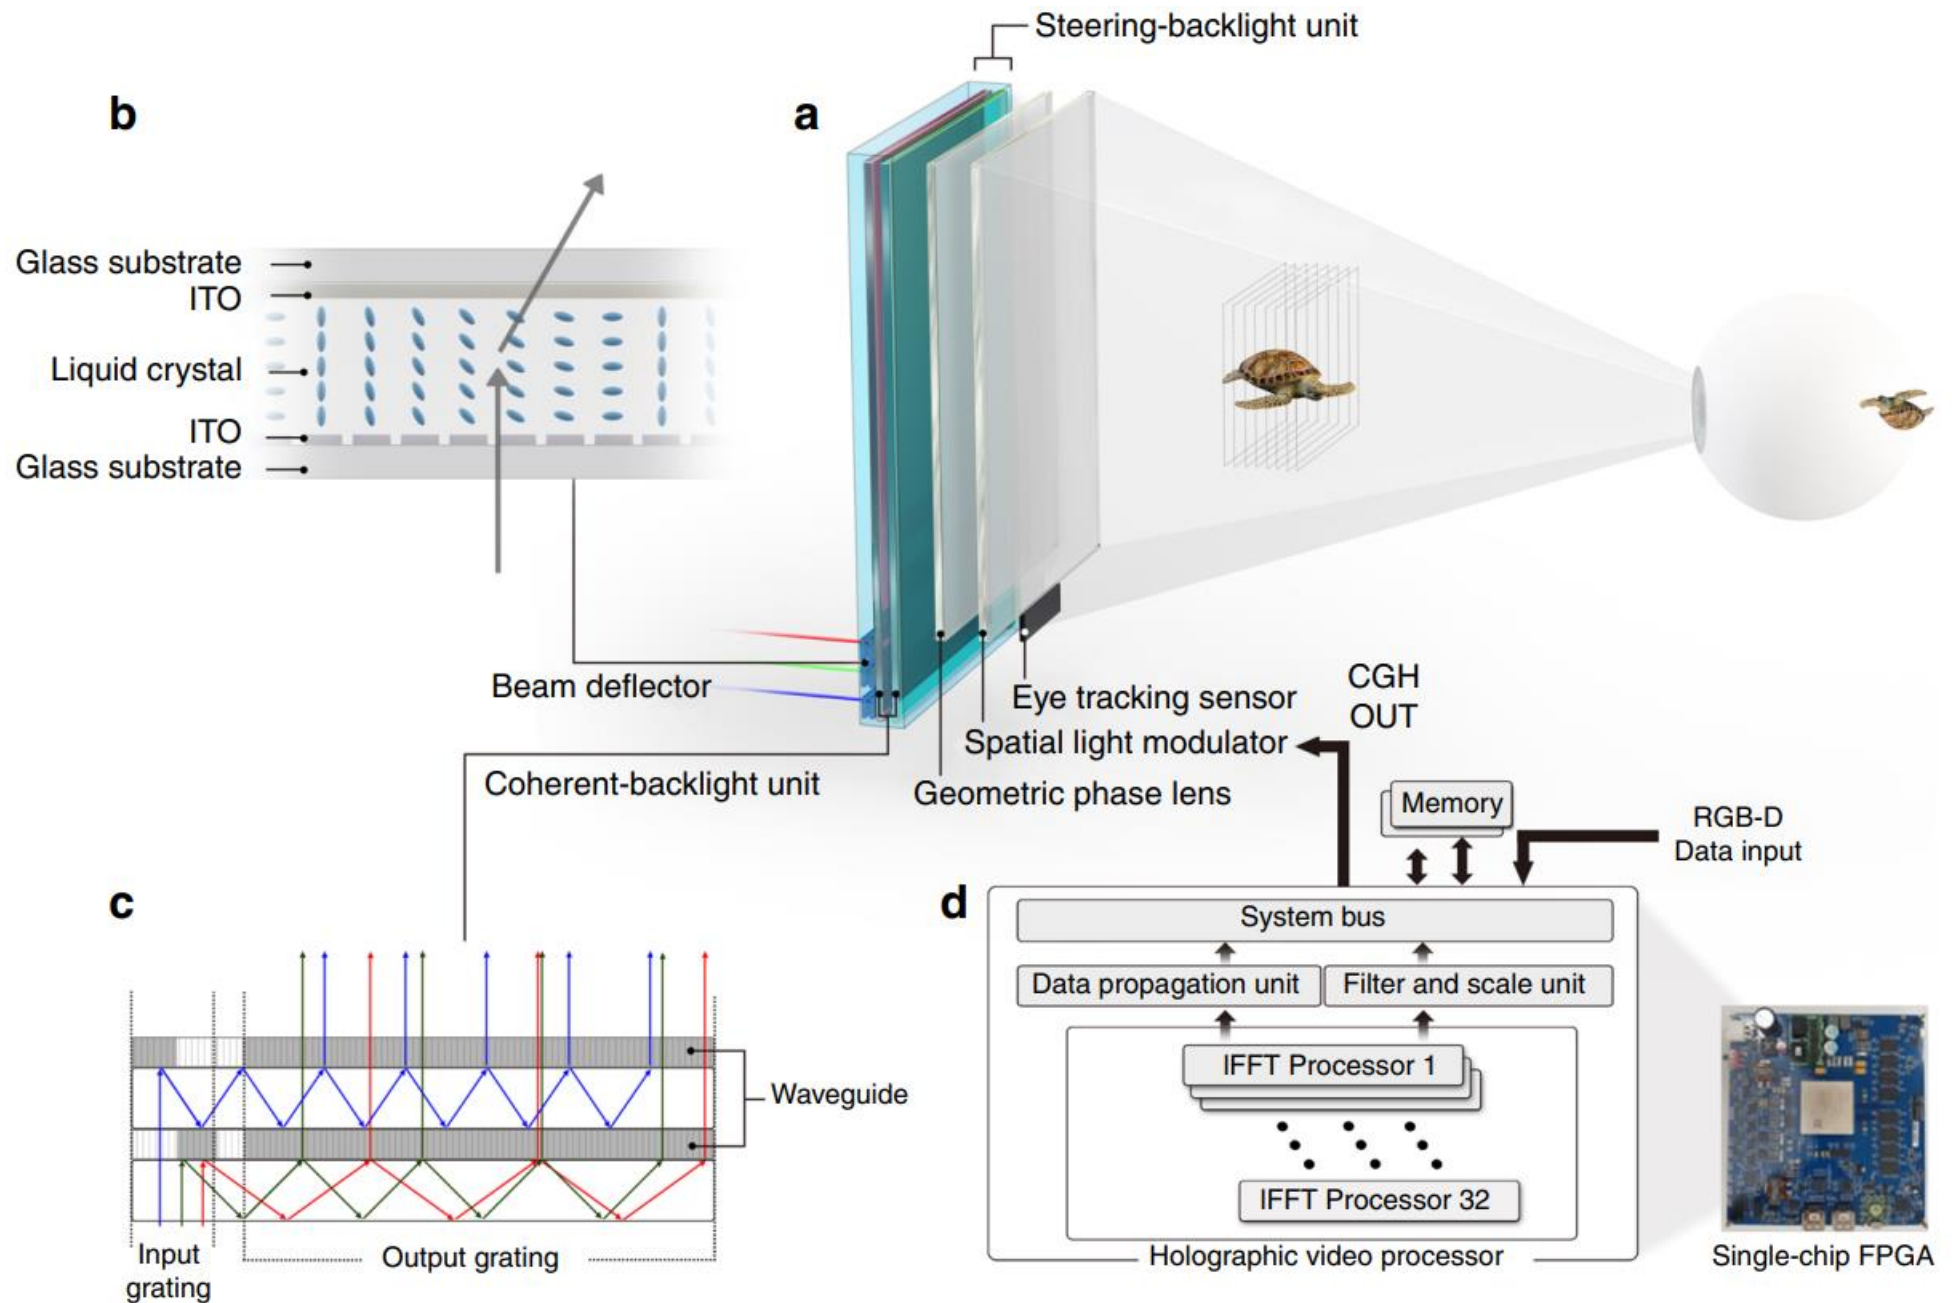 Steering-backlight unit
b
a
Glass substrate
ITO
Liquid crystal
ITO
Glass substrate
Beam deflector
Eye tracking sensor
Spatial light modulator
Geometric phase lens
Coherent-backlight unit
CGH
OUT
Memory
RGB-D
Data input
c
Waveguide
Input
grating
Output grating
d
System bus
Data propagation unit
Filter and scale unit
IFFT Processor 1
IFFT Processor 32
Holographic video processor
Single-chip FPGA